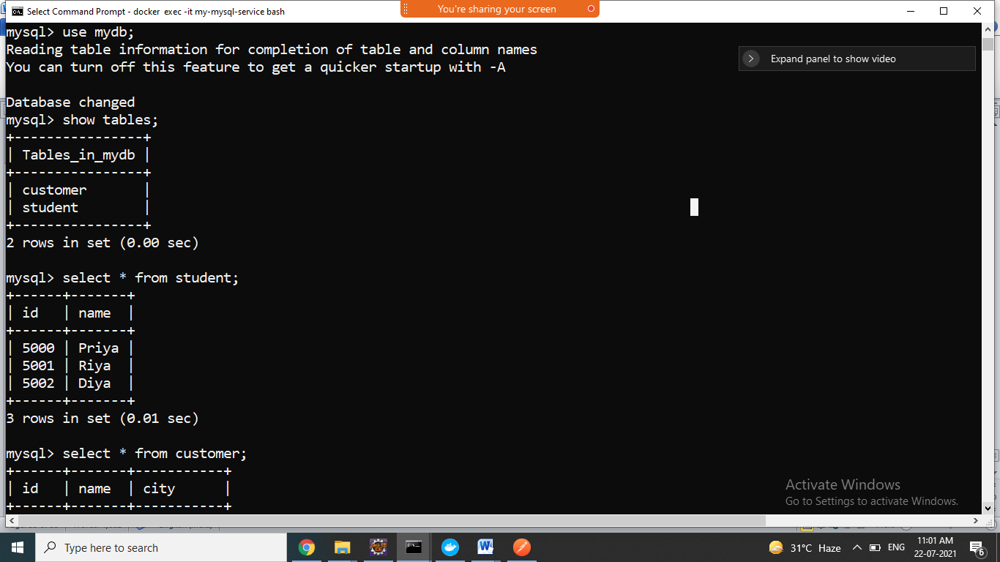 Select Command Prompt - docker  exec -it my-mysql-service bash
You're sharing your screen
mysql> use mydb;
Reading table information for completion of table and column names
You can turn off this feature to get a quicker startup with -A
Expand panel to show video
Database changed
mysql> show tables;
+----------------+
| Tables_in_mydb |
+----------------+
| customer       |
| student        |
+----------------+
2 rows in set (0.00 sec)
mysql> select * from student;
+------+-------+
| id   | name  |
+------+-------+
| 5000 | Priya |
| 5001 | Riya  |
| 5002 | Diya  |
+------+-------+
3 rows in set (0.01 sec)
mysql> select * from customer;
+------+-------+-----------+
| id   | name  | city      |
+------+-------+-----------+
Activate Windows
Go to Settings to activate Windows.
Type here to search
31°C Haze
ENG
11:01 AM
22-07-2021
6